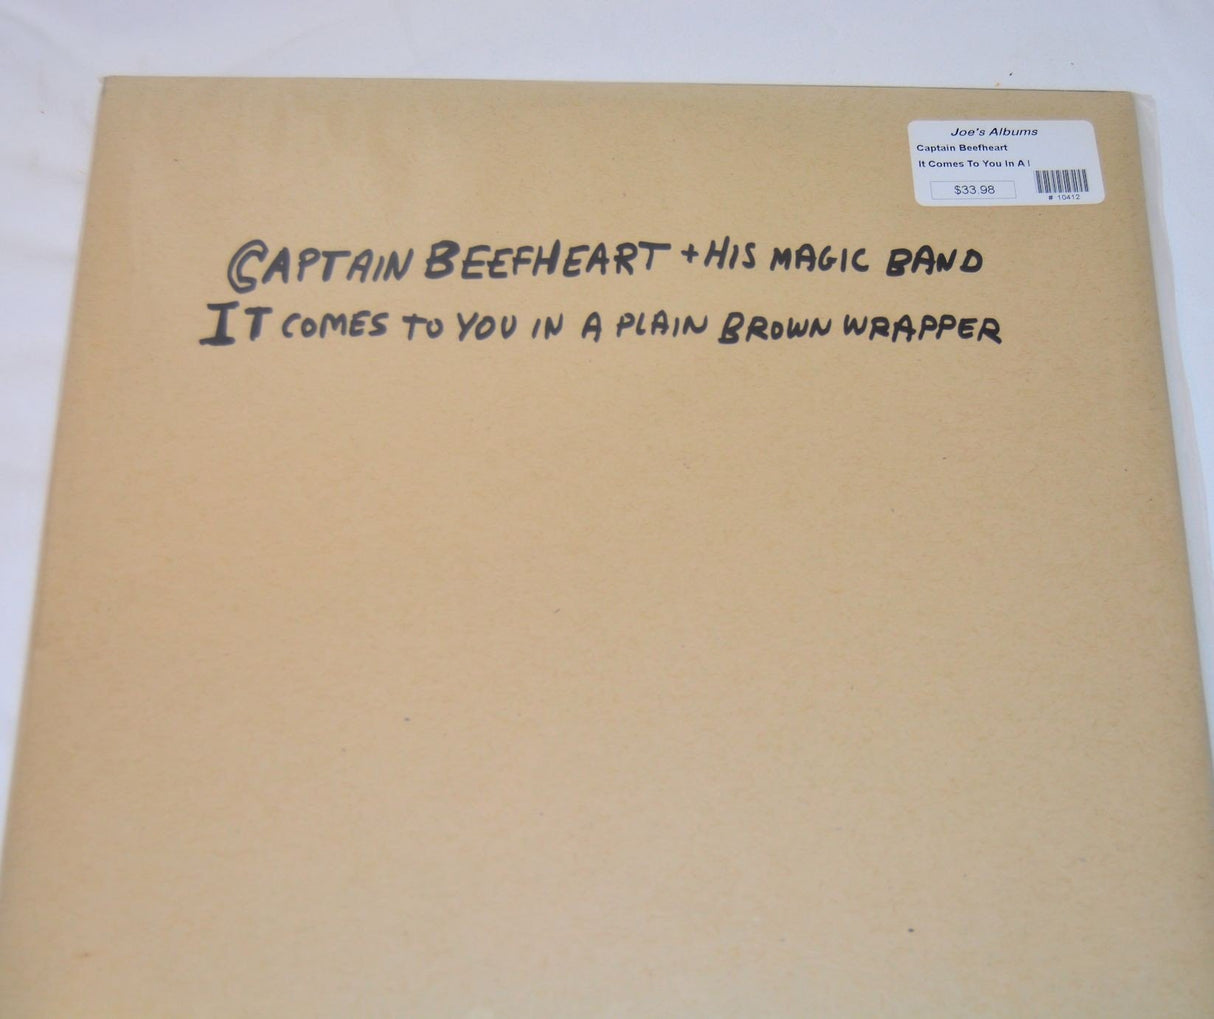 Joe's Albums
Captain Beefheart
It Comes To You In A
$33.98
# 10412
CAPTAIN BEEFHEART + HIS MAGIC BAND
IT COMES TO YOU IN A PLAIN BROWN WRAPPER